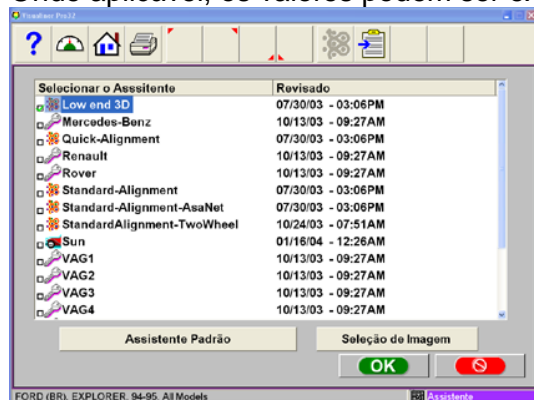 Onde aplicável, os valores podem ser e
Visualiner Pro32
Selecionar o Asssitente Revisado
Low end 3D 07/30/03 - 03:06PM
Mercedes-Benz 10/13/03 - 09:27AM
Quick-Alignment 07/30/03 - 03:06PM
Renault 10/13/03 - 09:27AM
Rover 10/13/03 - 09:27AM
Standard-Alignment 07/30/03 - 03:06PM
Standard-Alignment-AsaNet 07/30/03 - 03:06PM
StandardAlignment-TwoWheel 10/24/03 - 07:51AM
Sun 01/16/04 - 12:26AM
VAG1 10/13/03 - 09:27AM
VAG2 10/13/03 - 09:27AM
VAG3 10/13/03 - 09:27AM
VAG4 10/13/03 - 09:27AM
Assistente Padrão Seleção de Imagem
OK
FORD (BR), EXPLORER, 94-95, All Models Assistente